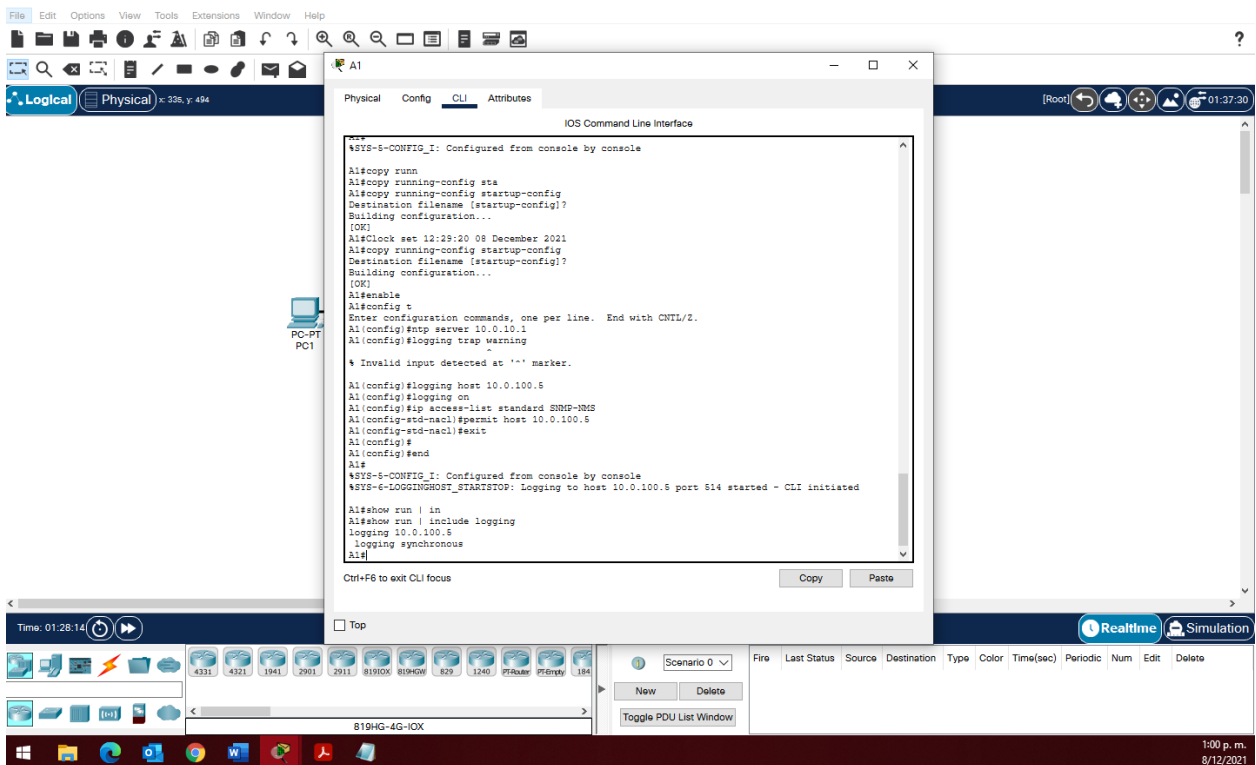 File Edit Options View Tools Extensions Window Help
?
A1
Logical Physical x: 335, y: 494
[Root] 01:37:30
Physical Config CLI Attributes
IOS Command Line Interface
A1#
%SYS-5-CONFIG_I: Configured from console by console
A1#copy runn
A1#copy running-config sta
A1#copy running-config startup-config
Destination filename [startup-config]?
Building configuration...
[OK]
A1#Clock set 12:29:20 08 December 2021
A1#copy running-config startup-config
Destination filename [startup-config]?
Building configuration...
[OK]
A1#enable
A1#config t
Enter configuration commands, one per line. End with CNTL/Z.
A1(config)#ntp server 10.0.10.1
A1(config)#logging trap warning
^
% Invalid input detected at '^' marker.
A1(config)#logging host 10.0.100.5
A1(config)#logging on
A1(config)#ip access-list standard SNMP-NMS
A1(config-std-nacl)#permit host 10.0.100.5
A1(config-std-nacl)#exit
A1(config)#
A1(config)#end
A1#
%SYS-5-CONFIG_I: Configured from console by console
%SYS-6-LOGGINGHOST_STARTSTOP: Logging to host 10.0.100.5 port 514 started - CLI initiated
A1#show run | in
A1#show run | include logging
logging 10.0.100.5
logging synchronous
A1#
PC-PT
PC1
Ctrl+F6 to exit CLI focus
Copy Paste
Top
Time: 01:28:14
Realtime Simulation
4331 4321 1941 2901 2911 819IOX 819HGW 829 1240 PT-Router PT-Empty 184
819HG-4G-IOX
Scenario 0
New Delete
Toggle PDU List Window
Fire Last Status Source Destination Type Color Time(sec) Periodic Num Edit Delete
1:00 p. m.
8/12/2021